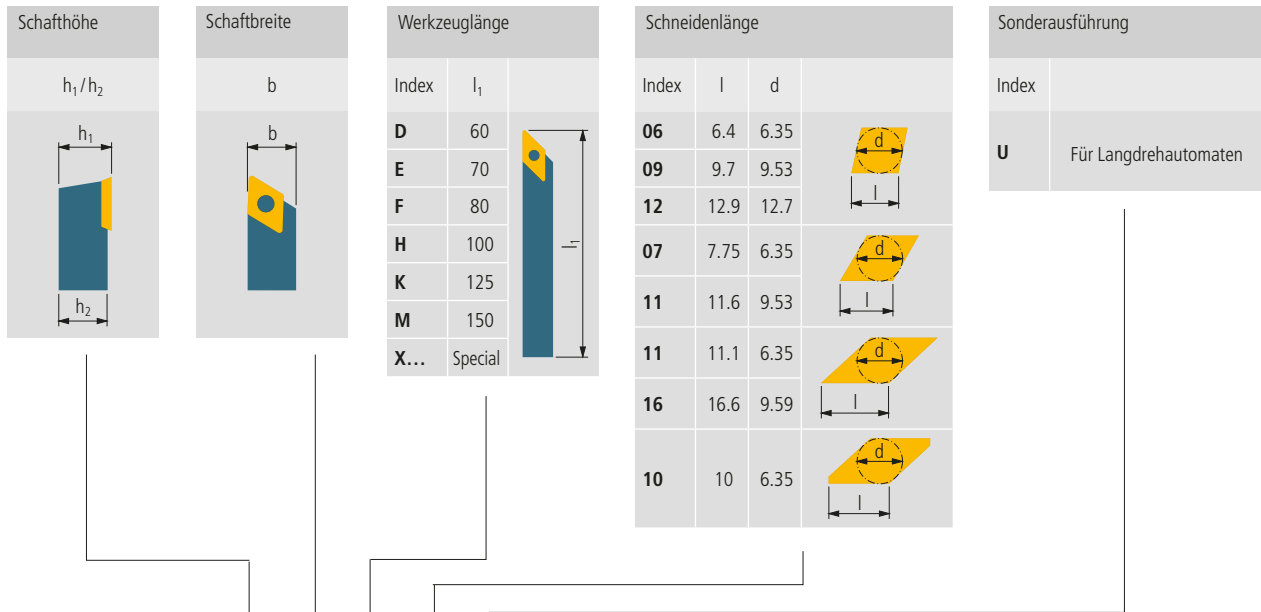 Schafthöhe
h₁ / h₂
h₁
h₂
Schaftbreite
b
b
Werkzeuglänge
Index l₁
D 60
E 70
F 80
H 100
K 125
M 150
X... Special
l₁
Schneidenlänge
Index l d
06 6.4 6.35
09 9.7 9.53
12 12.9 12.7
d
l
07 7.75 6.35
11 11.6 9.53
d
l
11 11.1 6.35
16 16.6 9.59
d
l
10 10 6.35
d
l
Sonderausführung
Index
U Für Langdrehautomaten